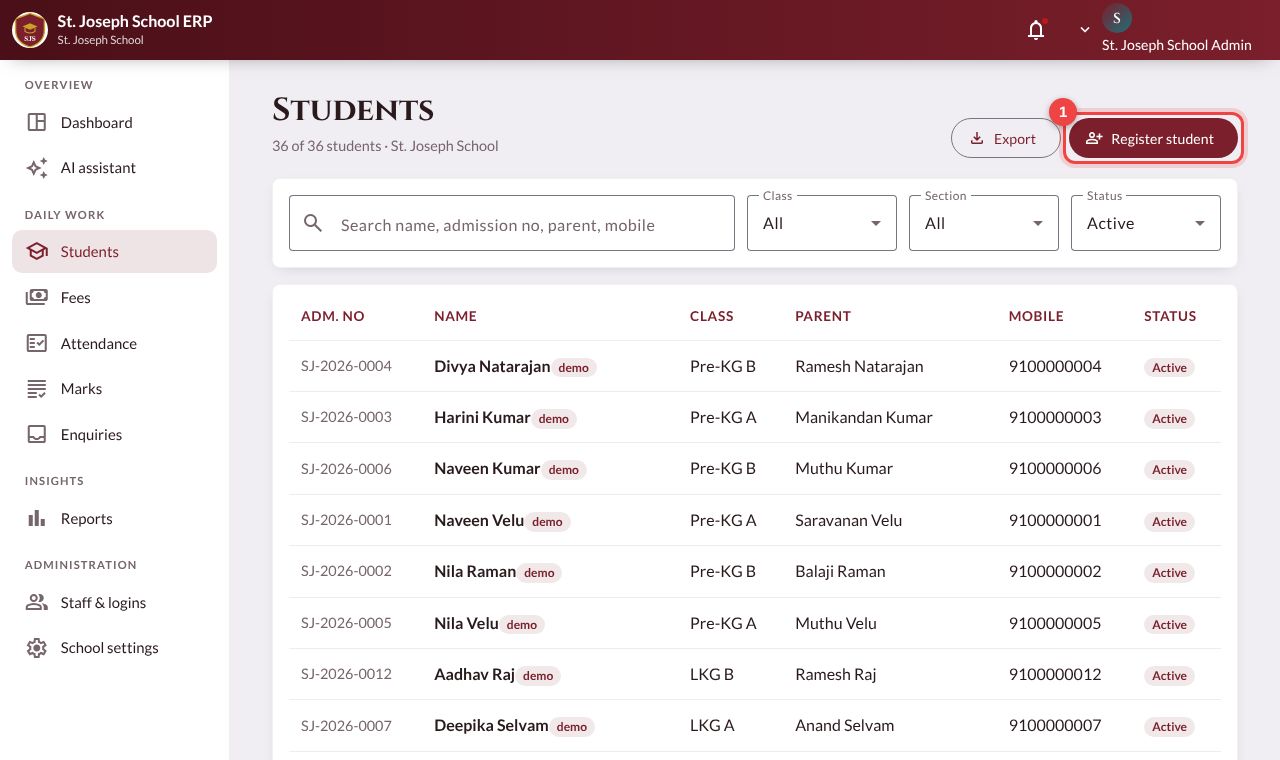 St. Joseph School ERP
St. Joseph School
SJS
S
St. Joseph School Admin
OVERVIEW
Dashboard
AI assistant
DAILY WORK
Students
Fees
Attendance
Marks
Enquiries
INSIGHTS
Reports
ADMINISTRATION
Staff & logins
School settings
STUDENTS
36 of 36 students · St. Joseph School
Export
1
Register student
Search name, admission no, parent, mobile
Class
All
Section
All
Status
Active
ADM. NO NAME CLASS PARENT MOBILE STATUS
SJ-2026-0004 Divya Natarajan demo Pre-KG B Ramesh Natarajan 9100000004 Active
SJ-2026-0003 Harini Kumar demo Pre-KG A Manikandan Kumar 9100000003 Active
SJ-2026-0006 Naveen Kumar demo Pre-KG B Muthu Kumar 9100000006 Active
SJ-2026-0001 Naveen Velu demo Pre-KG A Saravanan Velu 9100000001 Active
SJ-2026-0002 Nila Raman demo Pre-KG B Balaji Raman 9100000002 Active
SJ-2026-0005 Nila Velu demo Pre-KG A Muthu Velu 9100000005 Active
SJ-2026-0012 Aadhav Raj demo LKG B Ramesh Raj 9100000012 Active
SJ-2026-0007 Deepika Selvam demo LKG A Anand Selvam 9100000007 Active